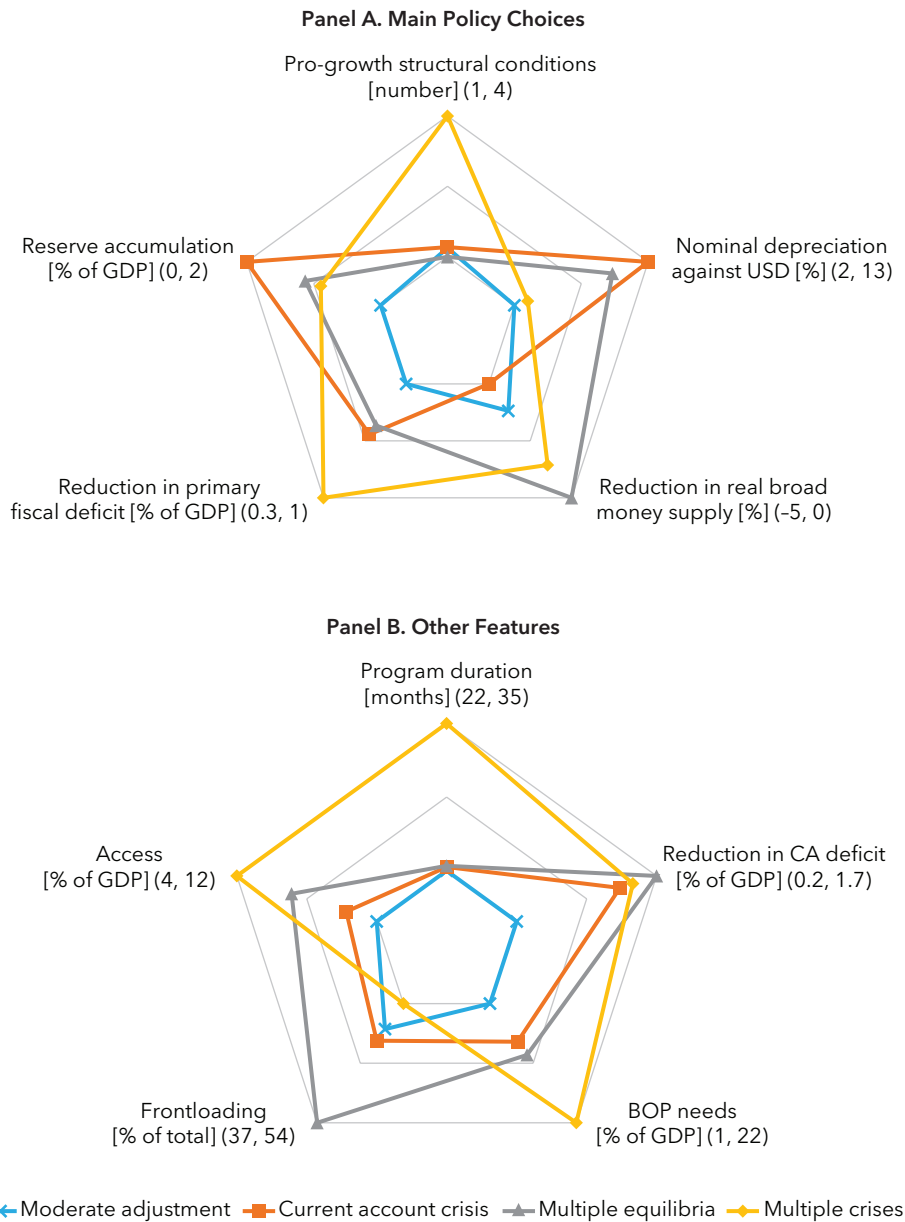 Panel A. Main Policy Choices
Pro-growth structural conditions
[number] (1, 4)
Reserve accumulation
[% of GDP] (0, 2)
Nominal depreciation
against USD [%] (2, 13)
Reduction in primary
fiscal deficit [% of GDP] (0.3, 1)
Reduction in real broad
money supply [%] (–5, 0)
Panel B. Other Features
Program duration
[months] (22, 35)
Access
[% of GDP] (4, 12)
Reduction in CA deficit
[% of GDP] (0.2, 1.7)
Frontloading
[% of total] (37, 54)
BOP needs
[% of GDP] (1, 22)
Moderate adjustment Current account crisis Multiple equilibria Multiple crises